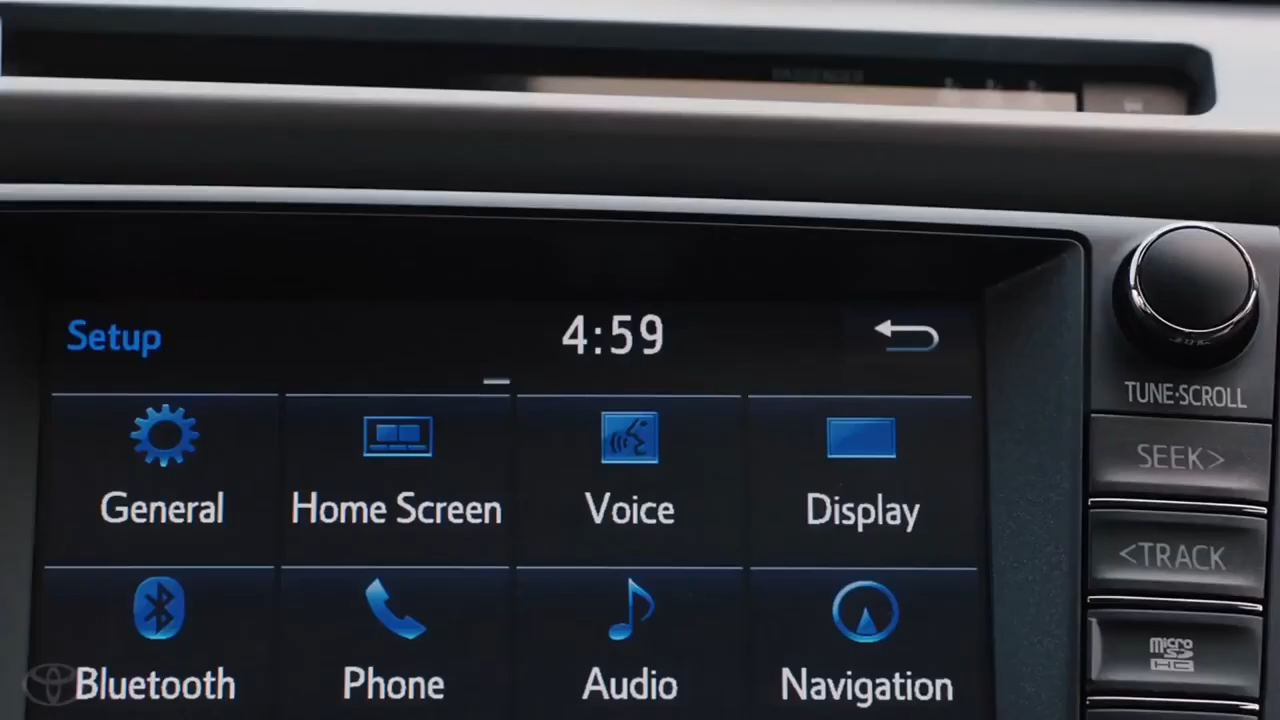 PASSENGER
Setup 4:59
TUNE·SCROLL
General Home Screen Voice Display
SEEK>
<TRACK
micro SD HC
Bluetooth Phone Audio Navigation